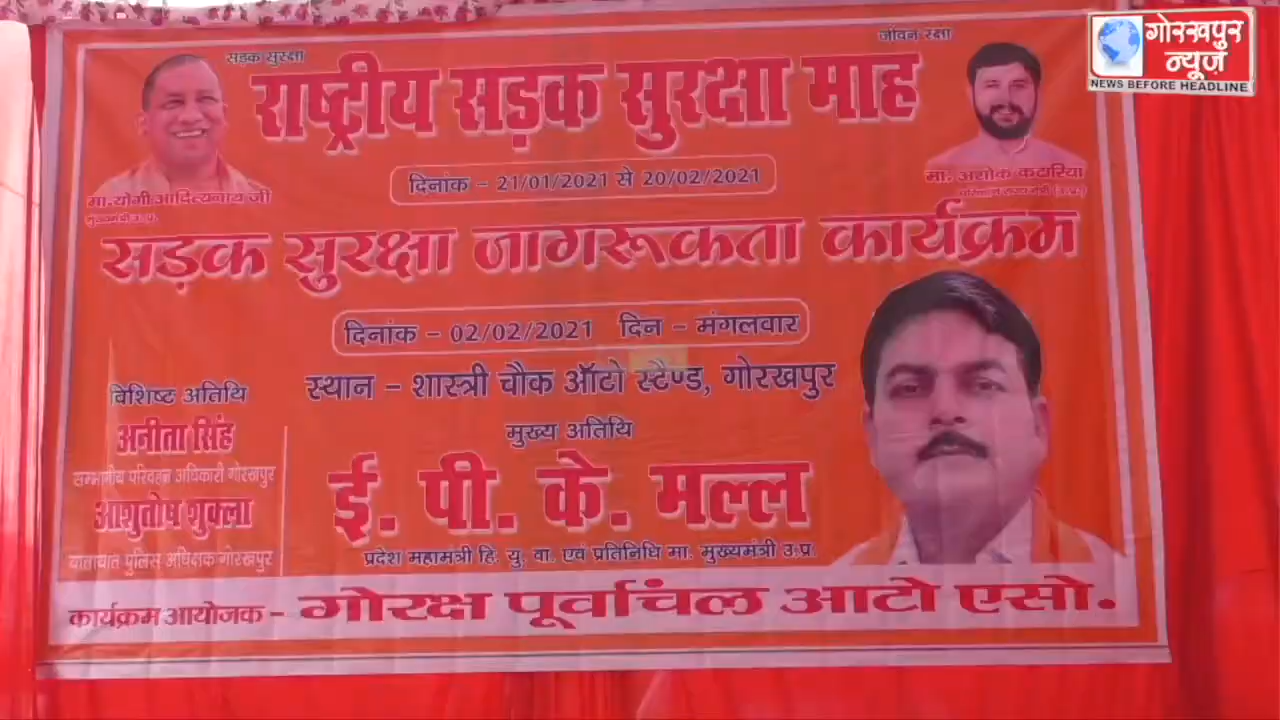 सड़क सुरक्षा
जीवन रक्षा
राष्ट्रीय सड़क सुरक्षा माह
गोरखपुर
न्यूज़
NEWS BEFORE HEADLINE
मा.योगी आदित्यनाथ जी
मुख्यमंत्री उ.प्र.
दिनांक - 21/01/2021 से 20/02/2021
मा. अशोक कटारिया
परिवहन राज्य मंत्री (उ.प्र.)
सड़क सुरक्षा जागरूकता कार्यक्रम
दिनांक - 02/02/2021 दिन - मंगलवार
स्थान - शास्त्री चौक ऑटो स्टैण्ड, गोरखपुर
विशिष्ट अतिथि
अनीता सिंह
सम्भागीय परिवहन अधिकारी गोरखपुर
आशुतोष शुक्ला
यातायात पुलिस अधिक्षक गोरखपुर
मुख्य अतिथि
ई. पी. के. मल्ल
प्रदेश महामंत्री हि. यु. वा. एवं प्रतिनिधि मा. मुख्यमंत्री उ.प्र.
कार्यक्रम आयोजक - गोरक्ष पूर्वांचल आटो एसो.